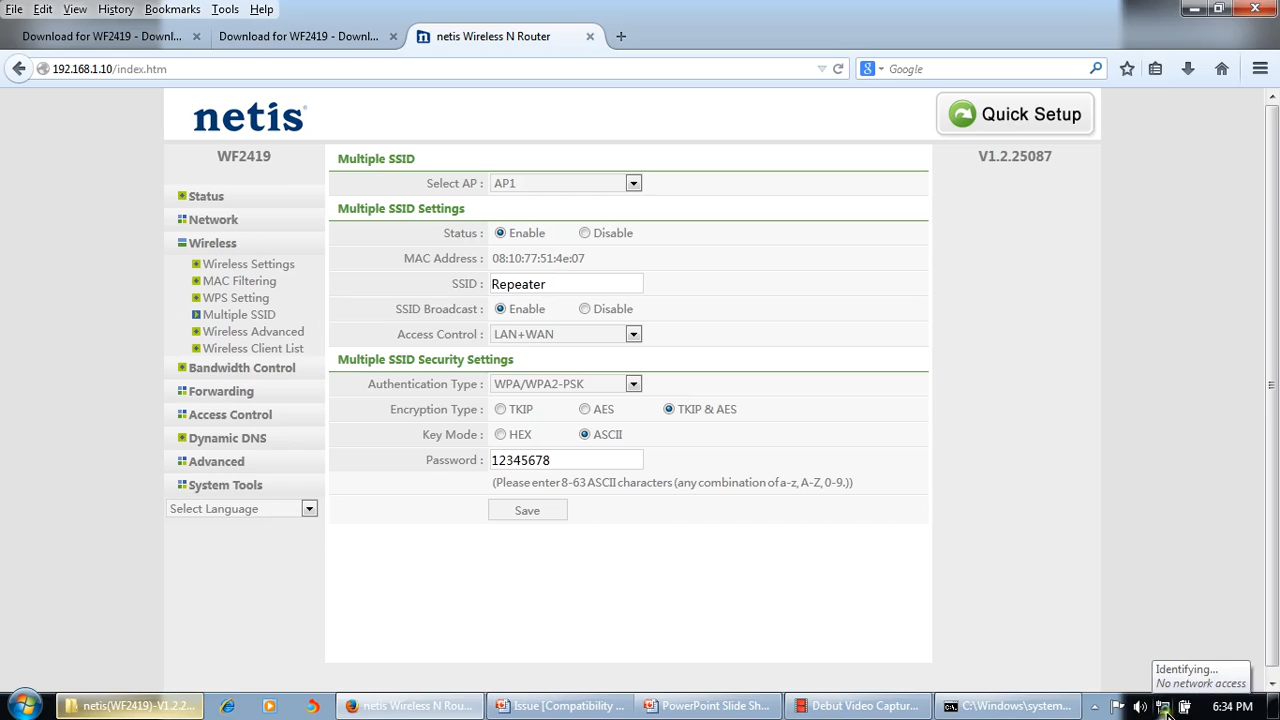 File Edit View History Bookmarks Tools Help
Download for WF2419 - Downl... Download for WF2419 - Downl... netis Wireless N Router
192.168.1.10/index.htm Google
netis Quick Setup
WF2419 Multiple SSID V1.2.25087
Select AP : AP1
Status Multiple SSID Settings
Network Status : Enable Disable
Wireless MAC Address : 08:10:77:51:4e:07
Wireless Settings SSID : Repeater
MAC Filtering
WPS Setting
Multiple SSID SSID Broadcast : Enable Disable
Wireless Advanced Access Control : LAN+WAN
Wireless Client List
Bandwidth Control Multiple SSID Security Settings
Forwarding Authentication Type : WPA/WPA2-PSK
Access Control Encryption Type : TKIP AES TKIP & AES
Dynamic DNS Key Mode : HEX ASCII
Advanced Password : 12345678
System Tools (Please enter 8-63 ASCII characters (any combination of a-z, A-Z, 0-9.))
Select Language Save
Identifying...
No network access
netis(WF2419)-V1.2.2... netis Wireless N Rou... Issue [Compatibility ... PowerPoint Slide Sh... Debut Video Captur... C:\Windows\system... 6:34 PM